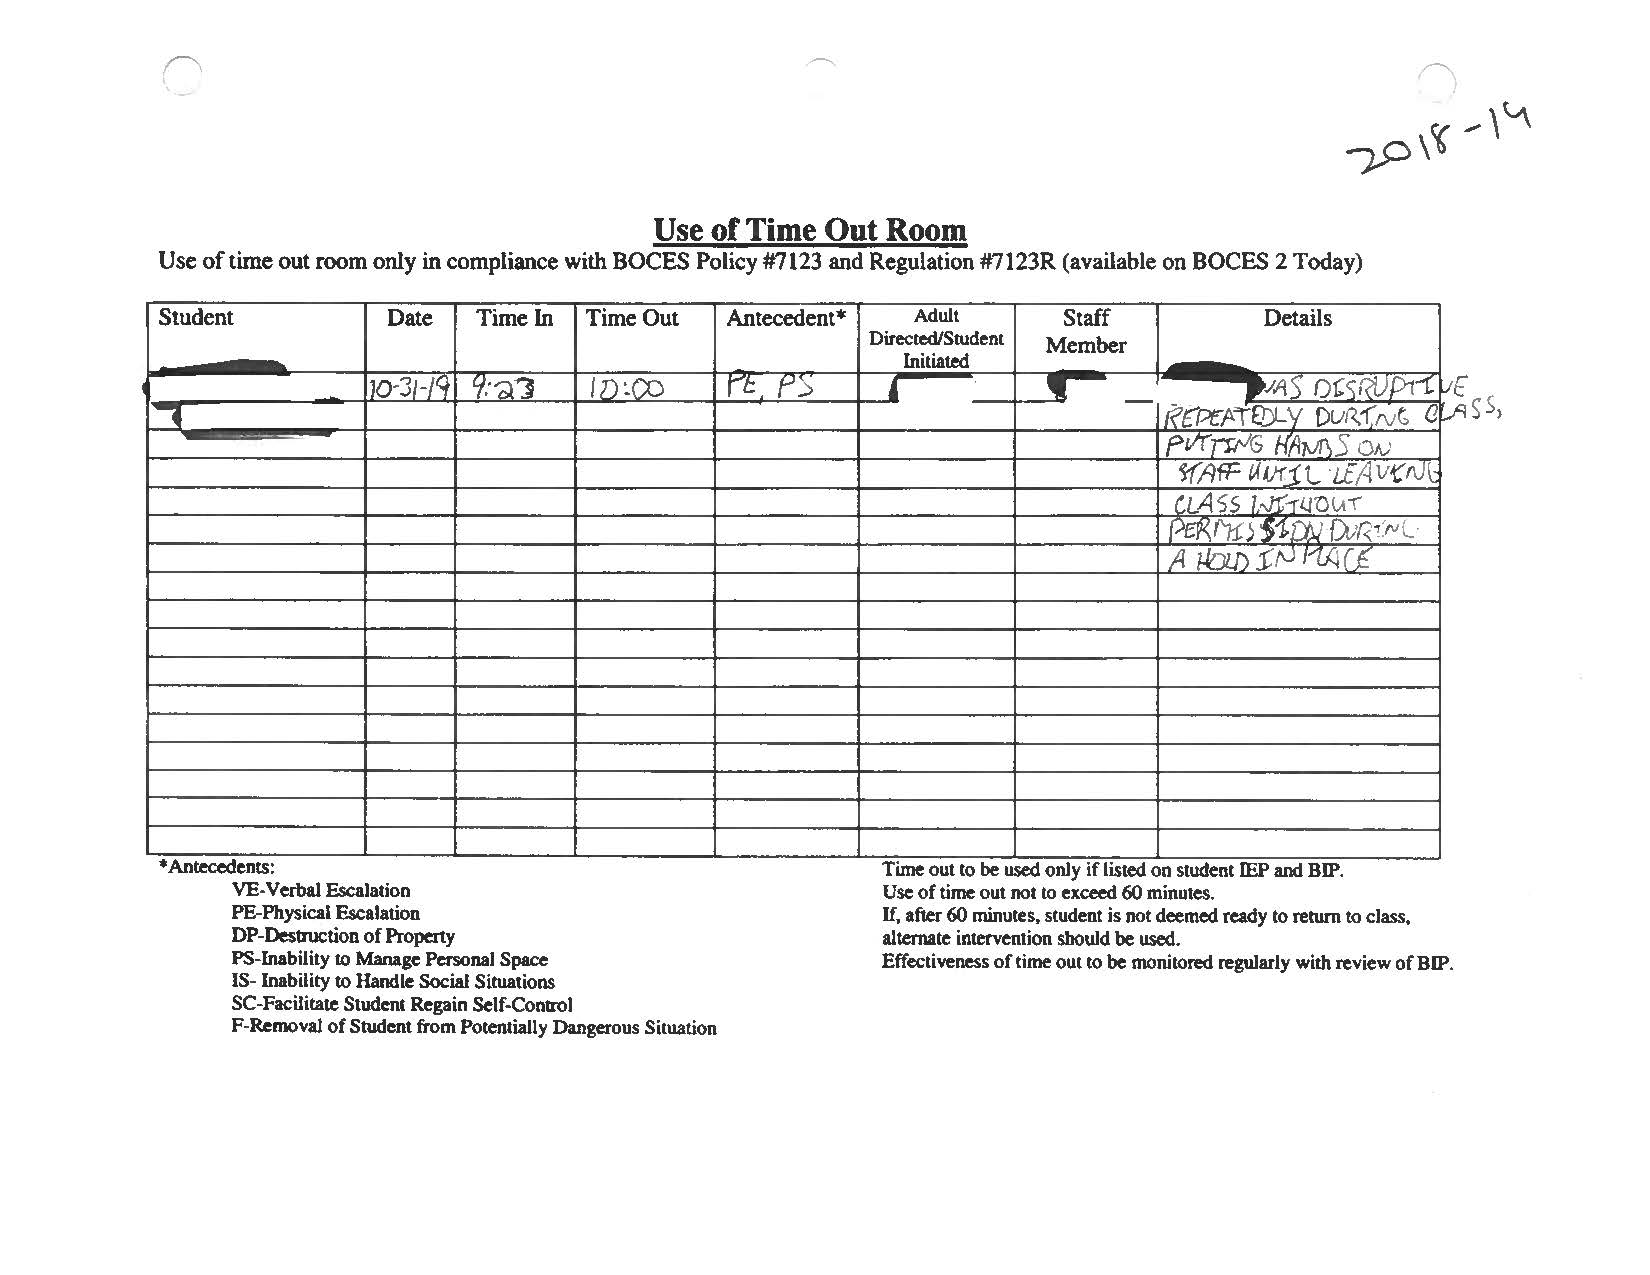 2018-19
Use of Time Out Room
Use of time out room only in compliance with BOCES Policy #7123 and Regulation #7123R (available on BOCES 2 Today)
Student Date Time In Time Out Antecedent* Adult Directed/Student Initiated Staff Member Details
10-31-19 9:23 10:00 PE, PS WAS DISRUPTIVE
REPEATEDLY DURING CLASS,
PUTTING HANDS ON
STAFF UNTIL LEAVING
CLASS WITHOUT
PERMISSION DURING
A HOLD IN PLACE
*Antecedents:
VE-Verbal Escalation
PE-Physical Escalation
DP-Destruction of Property
PS-Inability to Manage Personal Space
IS- Inability to Handle Social Situations
SC-Facilitate Student Regain Self-Control
F-Removal of Student from Potentially Dangerous Situation
Time out to be used only if listed on student IEP and BIP.
Use of time out not to exceed 60 minutes.
If, after 60 minutes, student is not deemed ready to return to class,
alternate intervention should be used.
Effectiveness of time out to be monitored regularly with review of BIP.